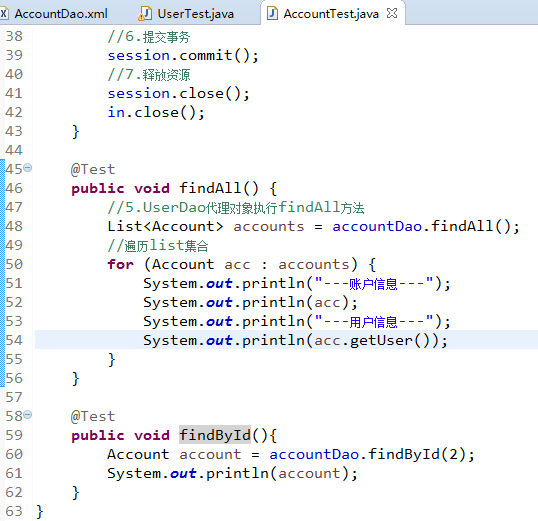 AccountDao.xml UserTest.java AccountTest.java
38 //6.提交事务
39 session.commit();
40 //7.释放资源
41 session.close();
42 in.close();
43 }
44
45 @Test
46 public void findAll() {
47 //5.UserDao代理对象执行findAll方法
48 List<Account> accounts = accountDao.findAll();
49 //遍历list集合
50 for (Account acc : accounts) {
51 System.out.println("---账户信息---");
52 System.out.println(acc);
53 System.out.println("---用户信息---");
54 System.out.println(acc.getUser());
55 }
56 }
57
58 @Test
59 public void findById(){
60 Account account = accountDao.findById(2);
61 System.out.println(account);
62 }
63 }